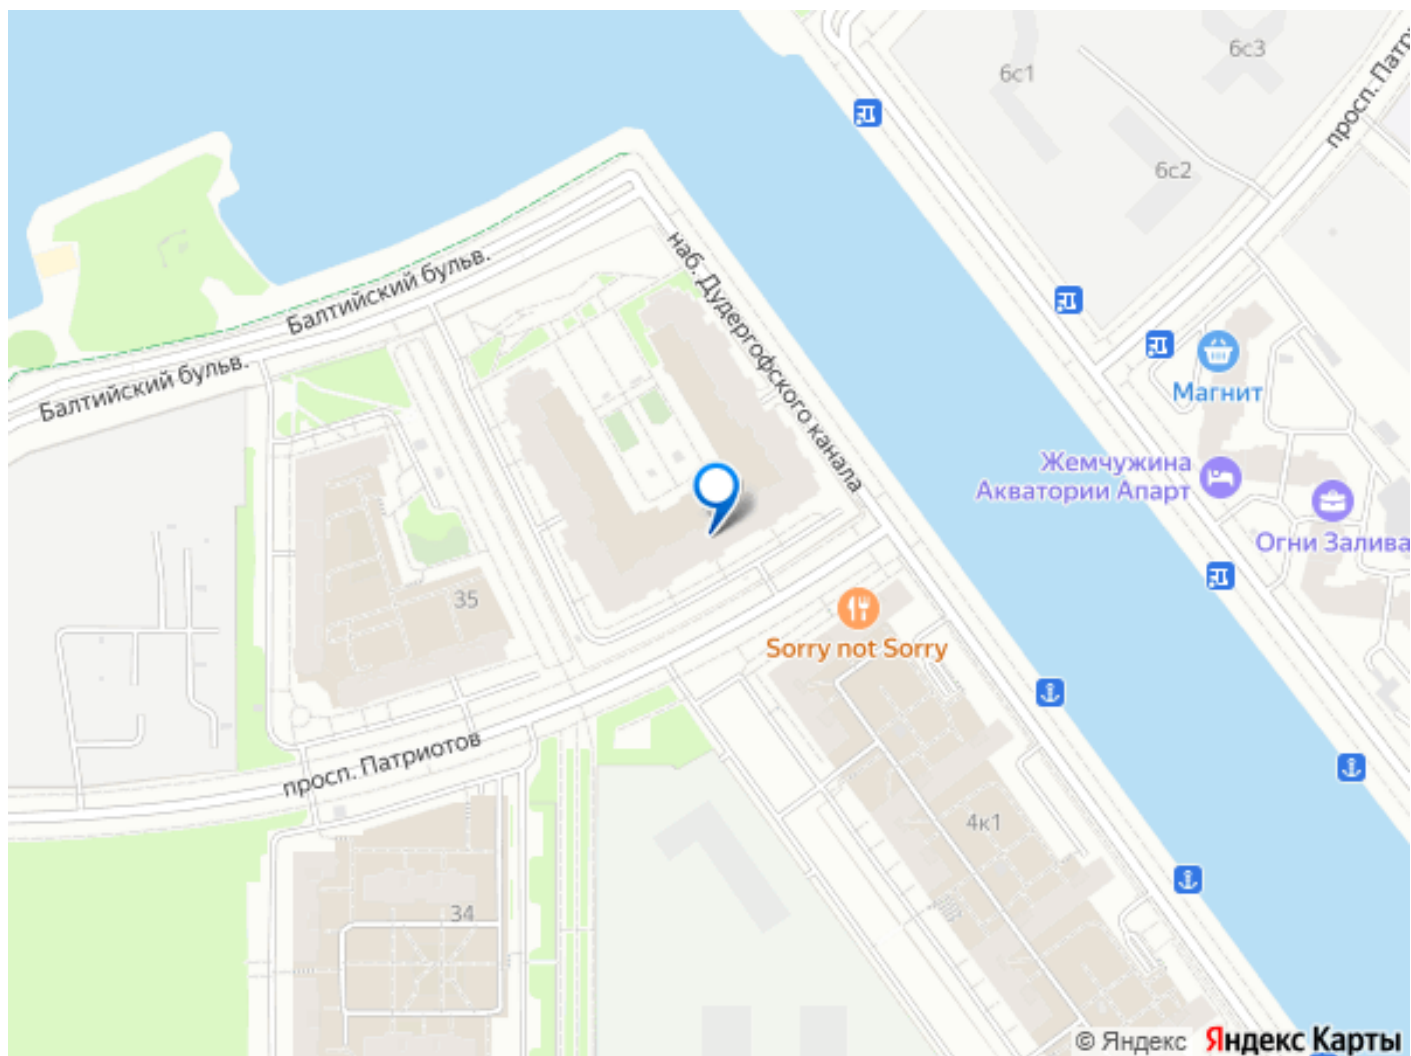 6с3
6с1
просп. Патри
6с2
наб. Дудергофского канала
Балтийский бульв.
Балтийский бульв.
Магнит
Жемчужина
Акватории Апарт
Огни Залива
35
Sorry not Sorry
просп. Патриотов
4к1
34
© Яндекс Яндекс Карты